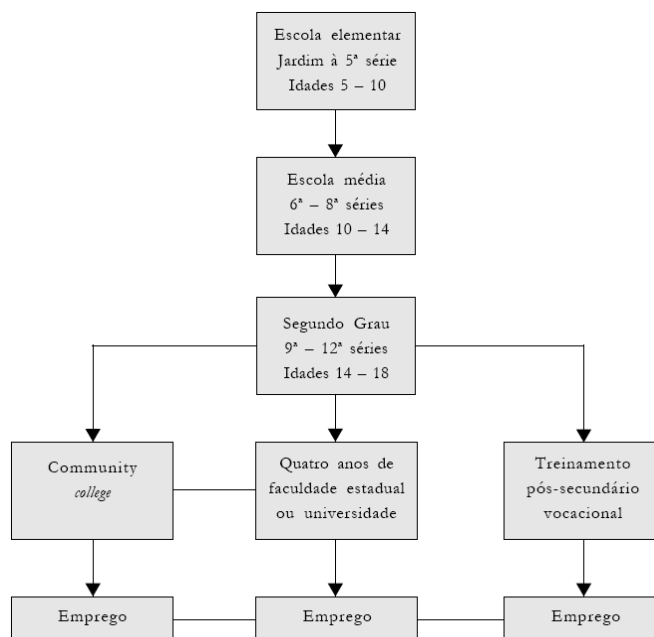 Escola elementar
Jardim à 5ª série
Idades 5 – 10
Escola média
6ª – 8ª séries
Idades 10 – 14
Segundo Grau
9ª – 12ª séries
Idades 14 – 18
Community
college
Quatro anos de
faculdade estadual
ou universidade
Treinamento
pós-secundário
vocacional
Emprego
Emprego
Emprego